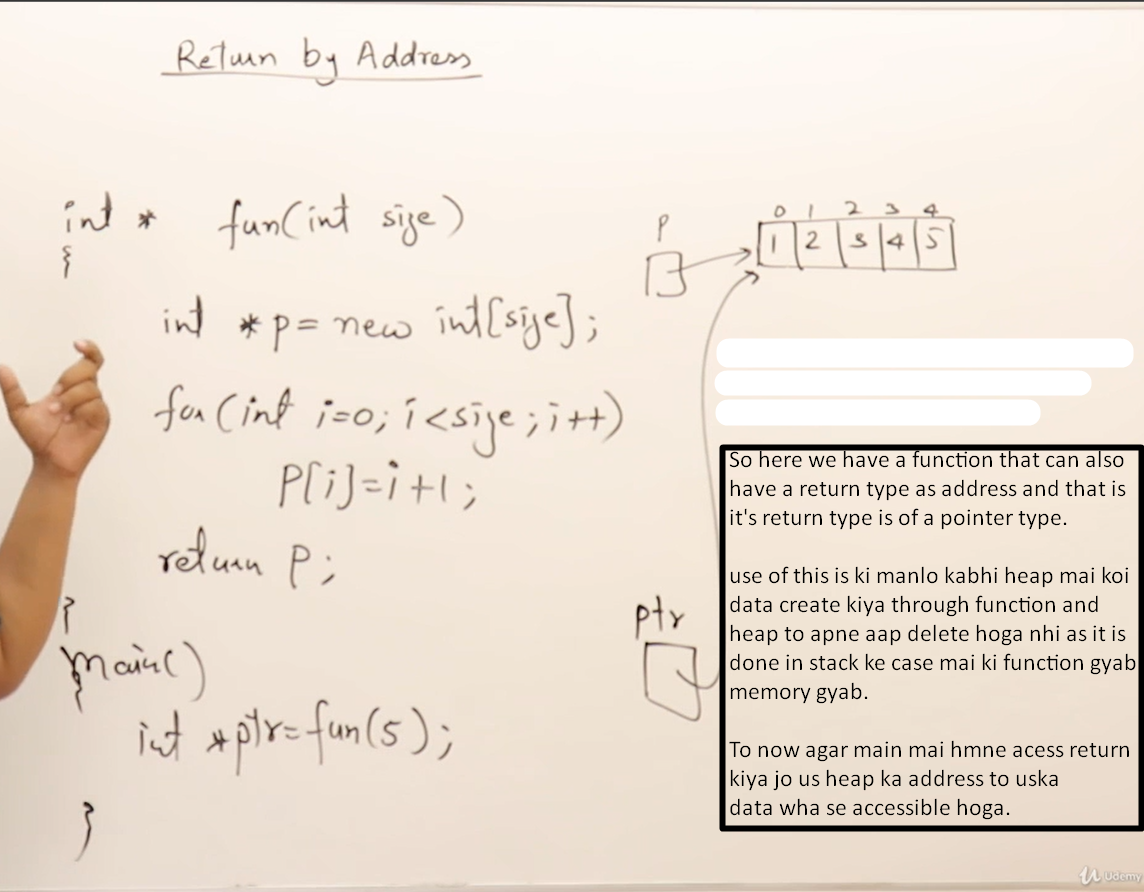 Return by Address
int * fun(int size)
{
int *p = new int[size];
for(int i=0; i<size; i++)
P[i]=i+1;
return P;
}
main()
{
int *ptr=fun(5);
}
P
0 1 2 3 4
1 2 3 4 5
ptr
So here we have a function that can also
have a return type as address and that is
it's return type is of a pointer type.
use of this is ki manlo kabhi heap mai koi
data create kiya through function and
heap to apne aap delete hoga nhi as it is
done in stack ke case mai ki function gyab
memory gyab.
To now agar main mai hmne acess return
kiya jo us heap ka address to uska
data wha se accessible hoga.
Udemy